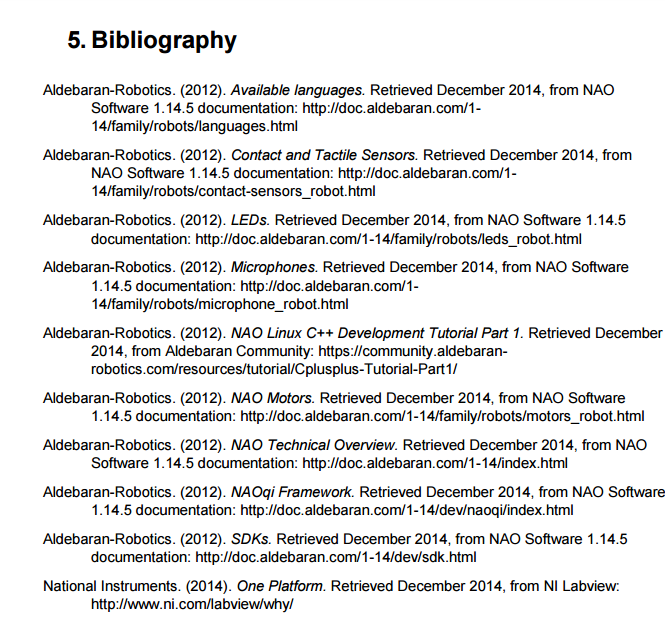 5. Bibliography
Aldebaran-Robotics. (2012). Available languages. Retrieved December 2014, from NAO
Software 1.14.5 documentation: http://doc.aldebaran.com/1-
14/family/robots/languages.html
Aldebaran-Robotics. (2012). Contact and Tactile Sensors. Retrieved December 2014, from
NAO Software 1.14.5 documentation: http://doc.aldebaran.com/1-
14/family/robots/contact-sensors_robot.html
Aldebaran-Robotics. (2012). LEDs. Retrieved December 2014, from NAO Software 1.14.5
documentation: http://doc.aldebaran.com/1-14/family/robots/leds_robot.html
Aldebaran-Robotics. (2012). Microphones. Retrieved December 2014, from NAO Software
1.14.5 documentation: http://doc.aldebaran.com/1-
14/family/robots/microphone_robot.html
Aldebaran-Robotics. (2012). NAO Linux C++ Development Tutorial Part 1. Retrieved December
2014, from Aldebaran Community: https://community.aldebaran-
robotics.com/resources/tutorial/Cplusplus-Tutorial-Part1/
Aldebaran-Robotics. (2012). NAO Motors. Retrieved December 2014, from NAO Software
1.14.5 documentation: http://doc.aldebaran.com/1-14/family/robots/motors_robot.html
Aldebaran-Robotics. (2012). NAO Technical Overview. Retrieved December 2014, from NAO
Software 1.14.5 documentation: http://doc.aldebaran.com/1-14/index.html
Aldebaran-Robotics. (2012). NAOqi Framework. Retrieved December 2014, from NAO Software
1.14.5 documentation: http://doc.aldebaran.com/1-14/dev/naoqi/index.html
Aldebaran-Robotics. (2012). SDKs. Retrieved December 2014, from NAO Software 1.14.5
documentation: http://doc.aldebaran.com/1-14/dev/sdk.html
National Instruments. (2014). One Platform. Retrieved December 2014, from NI Labview:
http://www.ni.com/labview/why/